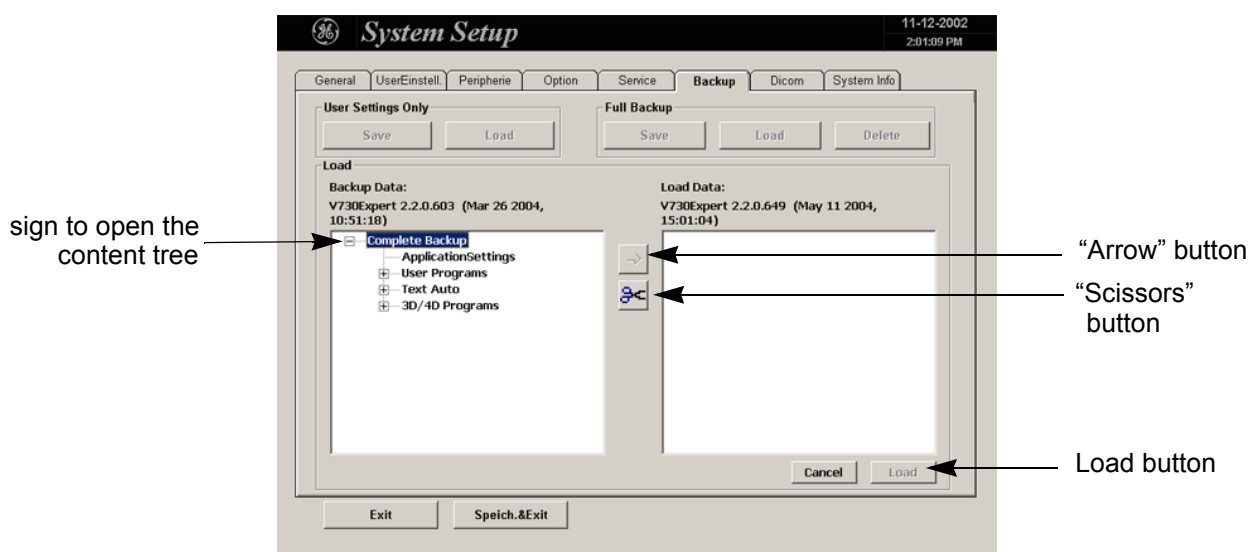 System Setup
11-12-2002
2:01:09 PM
General UserEinstell. Peripherie Option Service Backup Dicom System Info
User Settings Only
Save Load
Full Backup
Save Load Delete
Load
Backup Data:
V730Expert 2.2.0.603 (Mar 26 2004,
10:51:18)
Load Data:
V730Expert 2.2.0.649 (May 11 2004,
15:01:04)
sign to open the
content tree
Complete Backup
ApplicationSettings
User Programs
Text Auto
3D/4D Programs
“Arrow” button
“Scissors”
button
Cancel Load
Load button
Exit Speich.&Exit